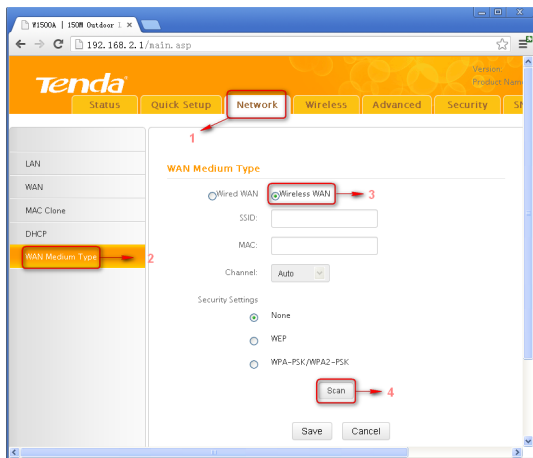 W1500A | 150M Outdoor
192.168.2.1/main.asp
Tenda
Version.
Product Name
Status Quick Setup Network Wireless Advanced Security
1
LAN
WAN
MAC Clone
DHCP
WAN Medium Type 2
WAN Medium Type
Wired WAN Wireless WAN 3
SSID:
MAC:
Channel: Auto
Security Settings
None
WEP
WPA-PSK/WPA2-PSK
Scan 4
Save Cancel